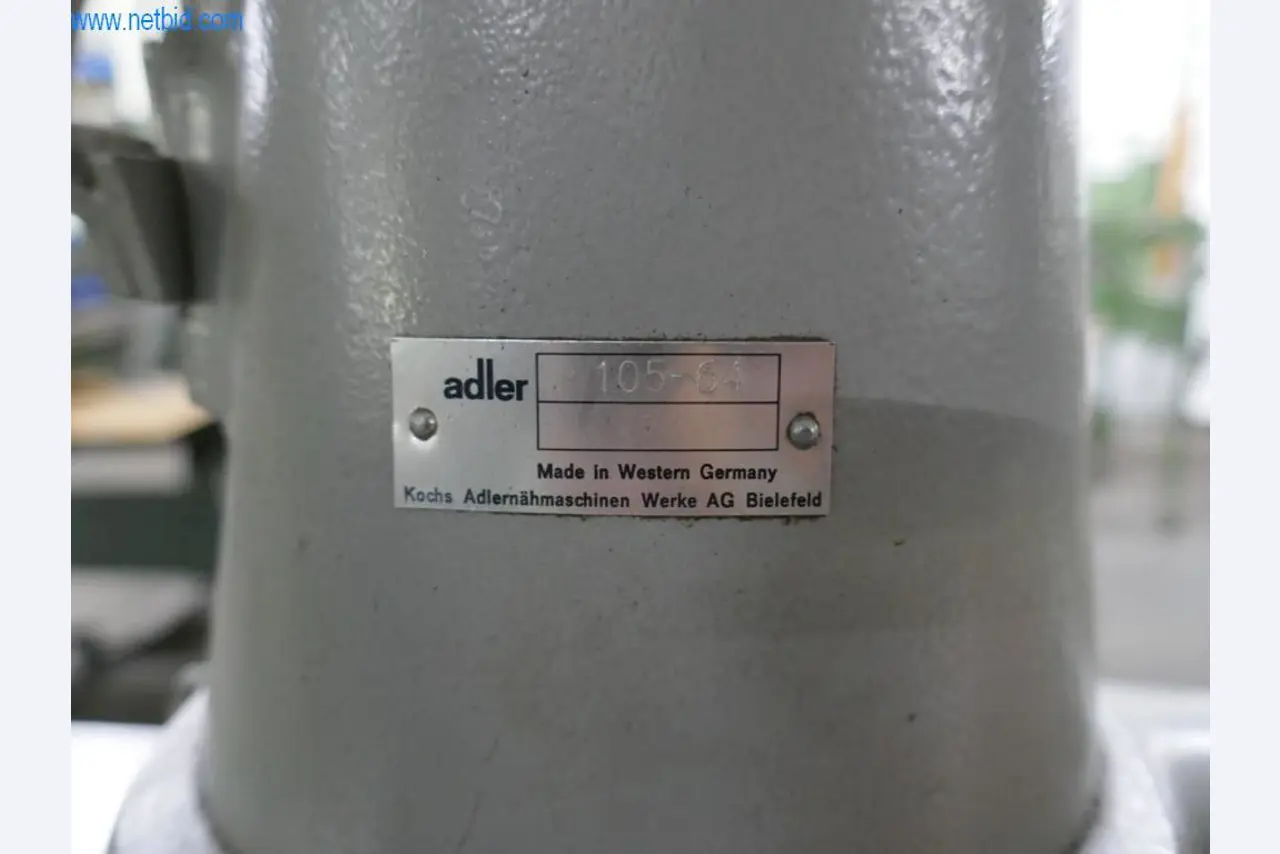 www.netbid.com
adler
105-64
Made in Western Germany
Kochs Adlernähmaschinen Werke AG Bielefeld